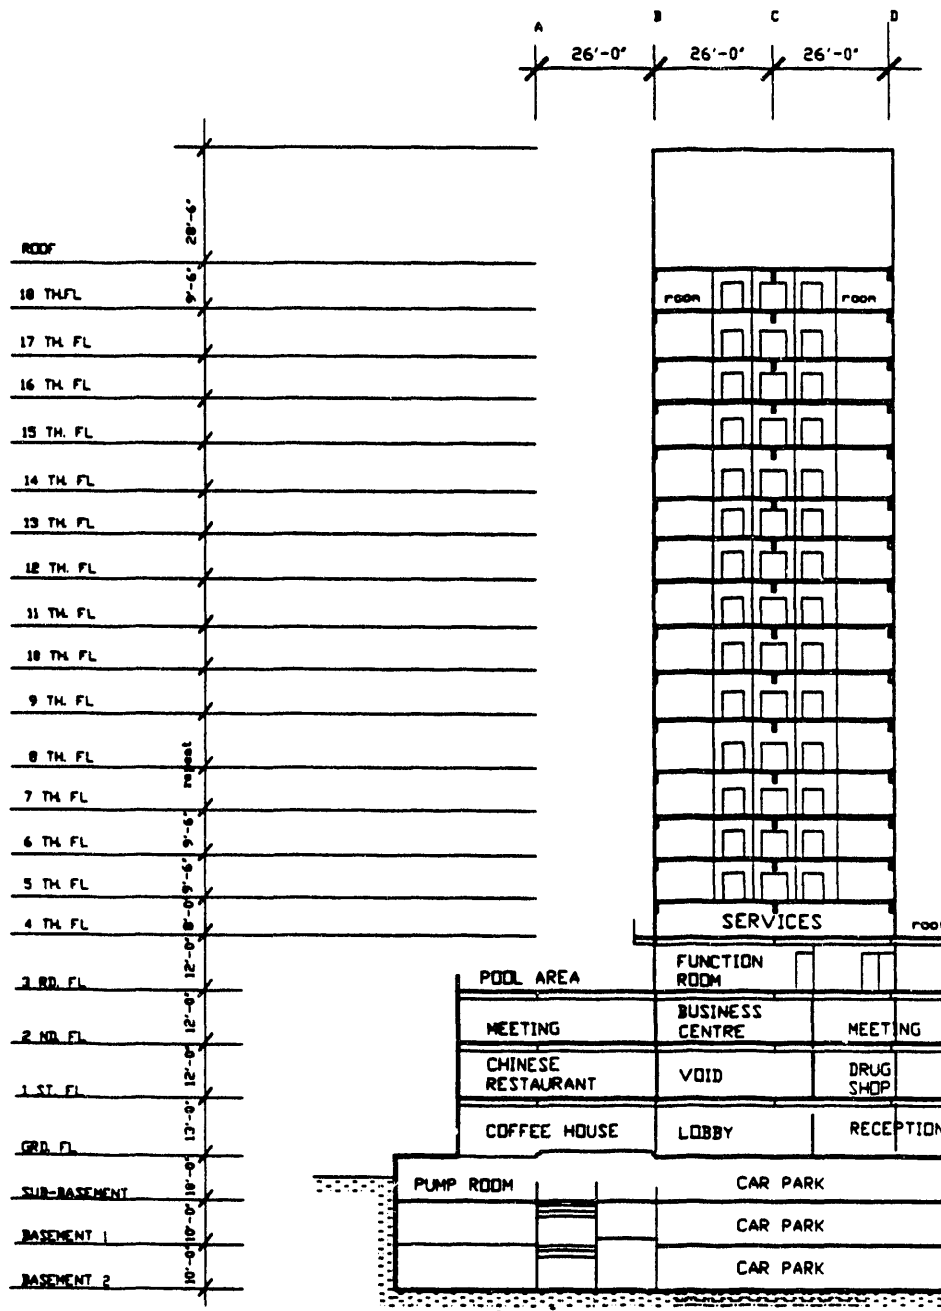 A B C D
26'-0" 26'-0" 26'-0"
28'-6"
ROOF
9'-6"
18 TH.FL
room room
17 TH. FL
16 TH. FL
15 TH. FL
14 TH. FL
13 TH. FL
12 TH. FL
11 TH. FL
10 TH. FL
9 TH. FL
8 TH. FL
repeat
7 TH. FL
9'-6"
6 TH. FL
9'-6"
5 TH. FL
8'-0"
4 TH. FL
SERVICES
roo
12'-0"
FUNCTION
ROOM
POOL AREA
3 RD. FL
12'-0"
BUSINESS
CENTRE
MEETING MEETING
2 ND. FL
12'-0"
CHINESE
RESTAURANT
VOID
DRUG
SHOP
1 ST. FL
13'-0"
COFFEE HOUSE LOBBY RECEPTION
GRD. FL
10'-0"
PUMP ROOM CAR PARK
SUB-BASEMENT
10'-0"
CAR PARK
BASEMENT 1
10'-0"
CAR PARK
BASEMENT 2